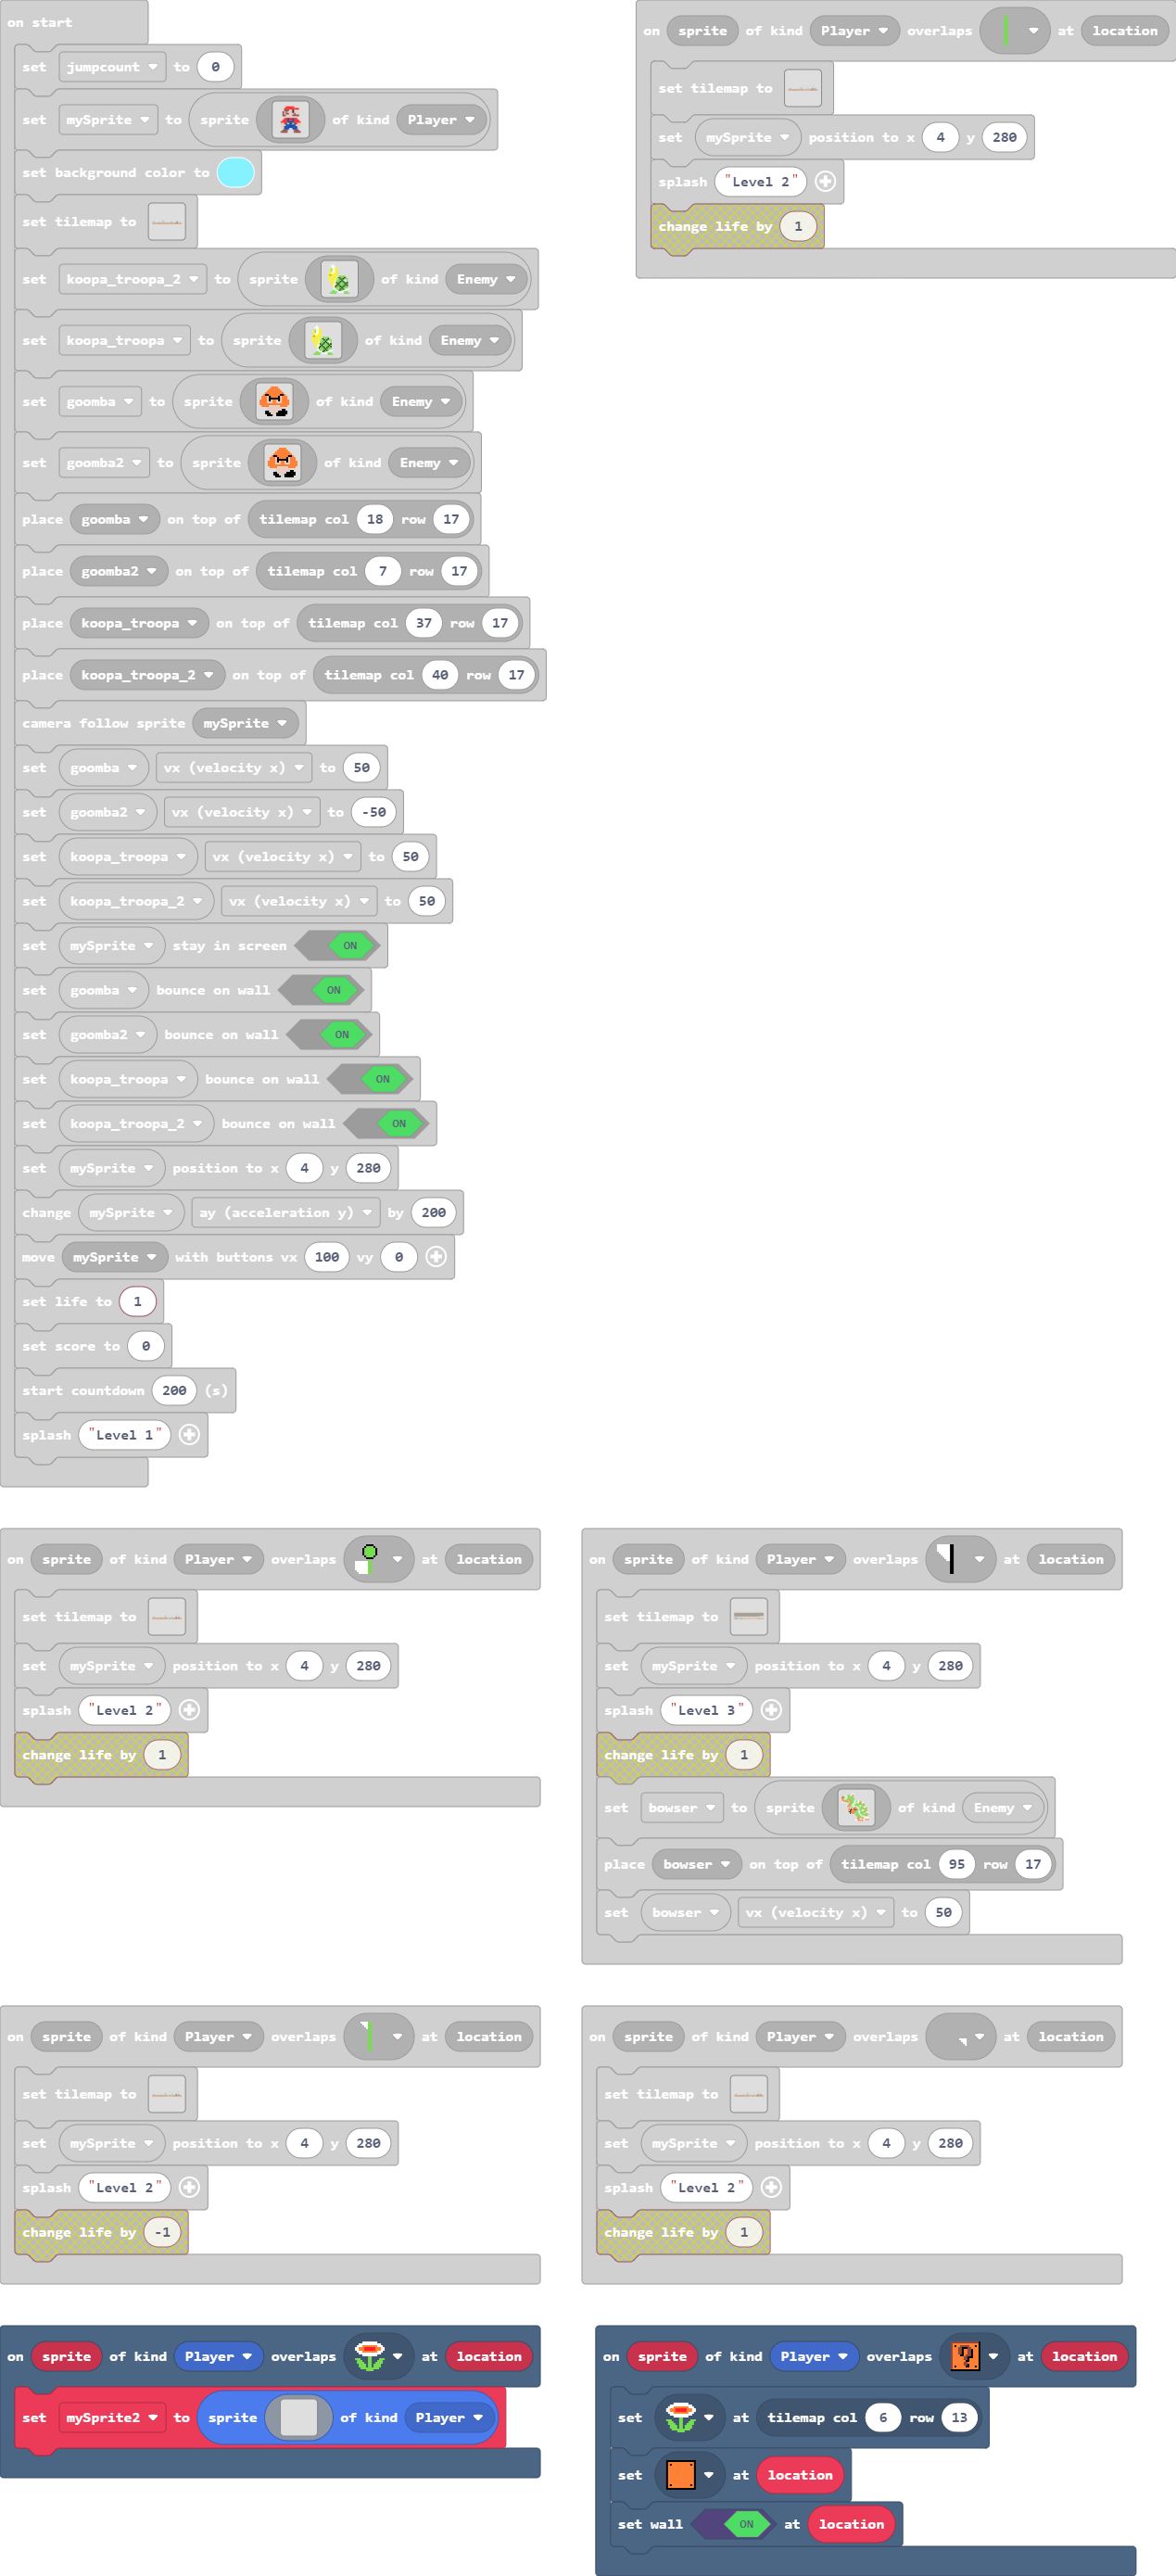 on start
set jumpcount to 0
set mySprite to sprite of kind Player
set background color to
set tilemap to
set koopa_troopa_2 to sprite of kind Enemy
set koopa_troopa to sprite of kind Enemy
set goomba to sprite of kind Enemy
set goomba2 to sprite of kind Enemy
place goomba on top of tilemap col 18 row 17
place goomba2 on top of tilemap col 7 row 17
place koopa_troopa on top of tilemap col 37 row 17
place koopa_troopa_2 on top of tilemap col 40 row 17
camera follow sprite mySprite
set goomba vx (velocity x) to 50
set goomba2 vx (velocity x) to -50
set koopa_troopa vx (velocity x) to 50
set koopa_troopa_2 vx (velocity x) to 50
set mySprite stay in screen ON
set goomba bounce on wall ON
set goomba2 bounce on wall ON
set koopa_troopa bounce on wall ON
set koopa_troopa_2 bounce on wall ON
set mySprite position to x 4 y 280
change mySprite ay (acceleration y) by 200
move mySprite with buttons vx 100 vy 0
set life to 1
set score to 0
start countdown 200 (s)
splash "Level 1"
on sprite of kind Player overlaps at location
set tilemap to
set mySprite position to x 4 y 280
splash "Level 2"
change life by 1
on sprite of kind Player overlaps at location
set tilemap to
set mySprite position to x 4 y 280
splash "Level 2"
change life by 1
on sprite of kind Player overlaps at location
set tilemap to
set mySprite position to x 4 y 280
splash "Level 3"
change life by 1
set bowser to sprite of kind Enemy
place bowser on top of tilemap col 95 row 17
set bowser vx (velocity x) to 50
on sprite of kind Player overlaps at location
set tilemap to
set mySprite position to x 4 y 280
splash "Level 2"
change life by -1
on sprite of kind Player overlaps at location
set tilemap to
set mySprite position to x 4 y 280
splash "Level 2"
change life by 1
on sprite of kind Player overlaps at location
set mySprite2 to sprite of kind Player
on sprite of kind Player overlaps ? at location
set at tilemap col 6 row 13
set at location
set wall ON at location